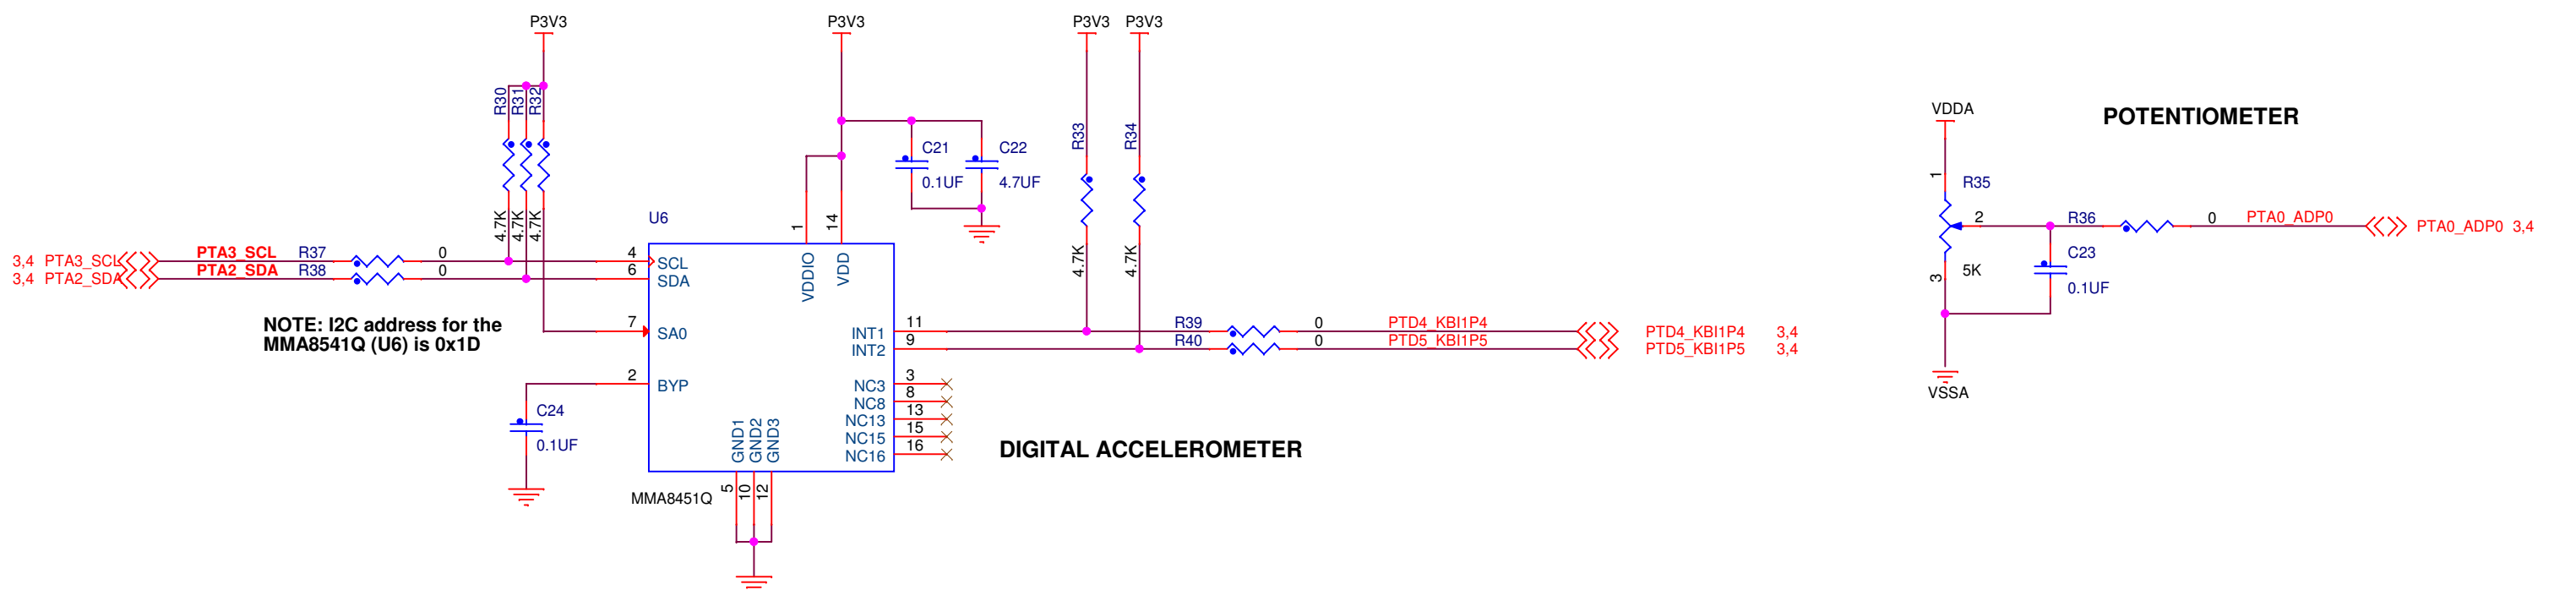 P3V3
P3V3
P3V3 P3V3
R30
R31
R32
4.7K
4.7K
4.7K
3,4 PTA3_SCL
PTA3_SCL R37 0
3,4 PTA2_SDA
PTA2_SDA R38 0
NOTE: I2C address for the
MMA8541Q (U6) is 0x1D
U6
4 SCL
6 SDA
7 SA0
2 BYP
C24
0.1UF
1 VDDIO
14 VDD
C21
0.1UF
C22
4.7UF
R33
4.7K
R34
4.7K
11 INT1
9 INT2
3 NC3
8 NC8
13 NC13
15 NC15
16 NC16
GND1 5
GND2 10
GND3 12
MMA8451Q
R39 0 PTD4_KBI1P4
PTD4_KBI1P4 3,4
R40 0 PTD5_KBI1P5
PTD5_KBI1P5 3,4
DIGITAL ACCELEROMETER
POTENTIOMETER
VDDA
1
R35
2
3
5K
C23
0.1UF
R36 0 PTA0_ADP0
PTA0_ADP0 3,4
VSSA